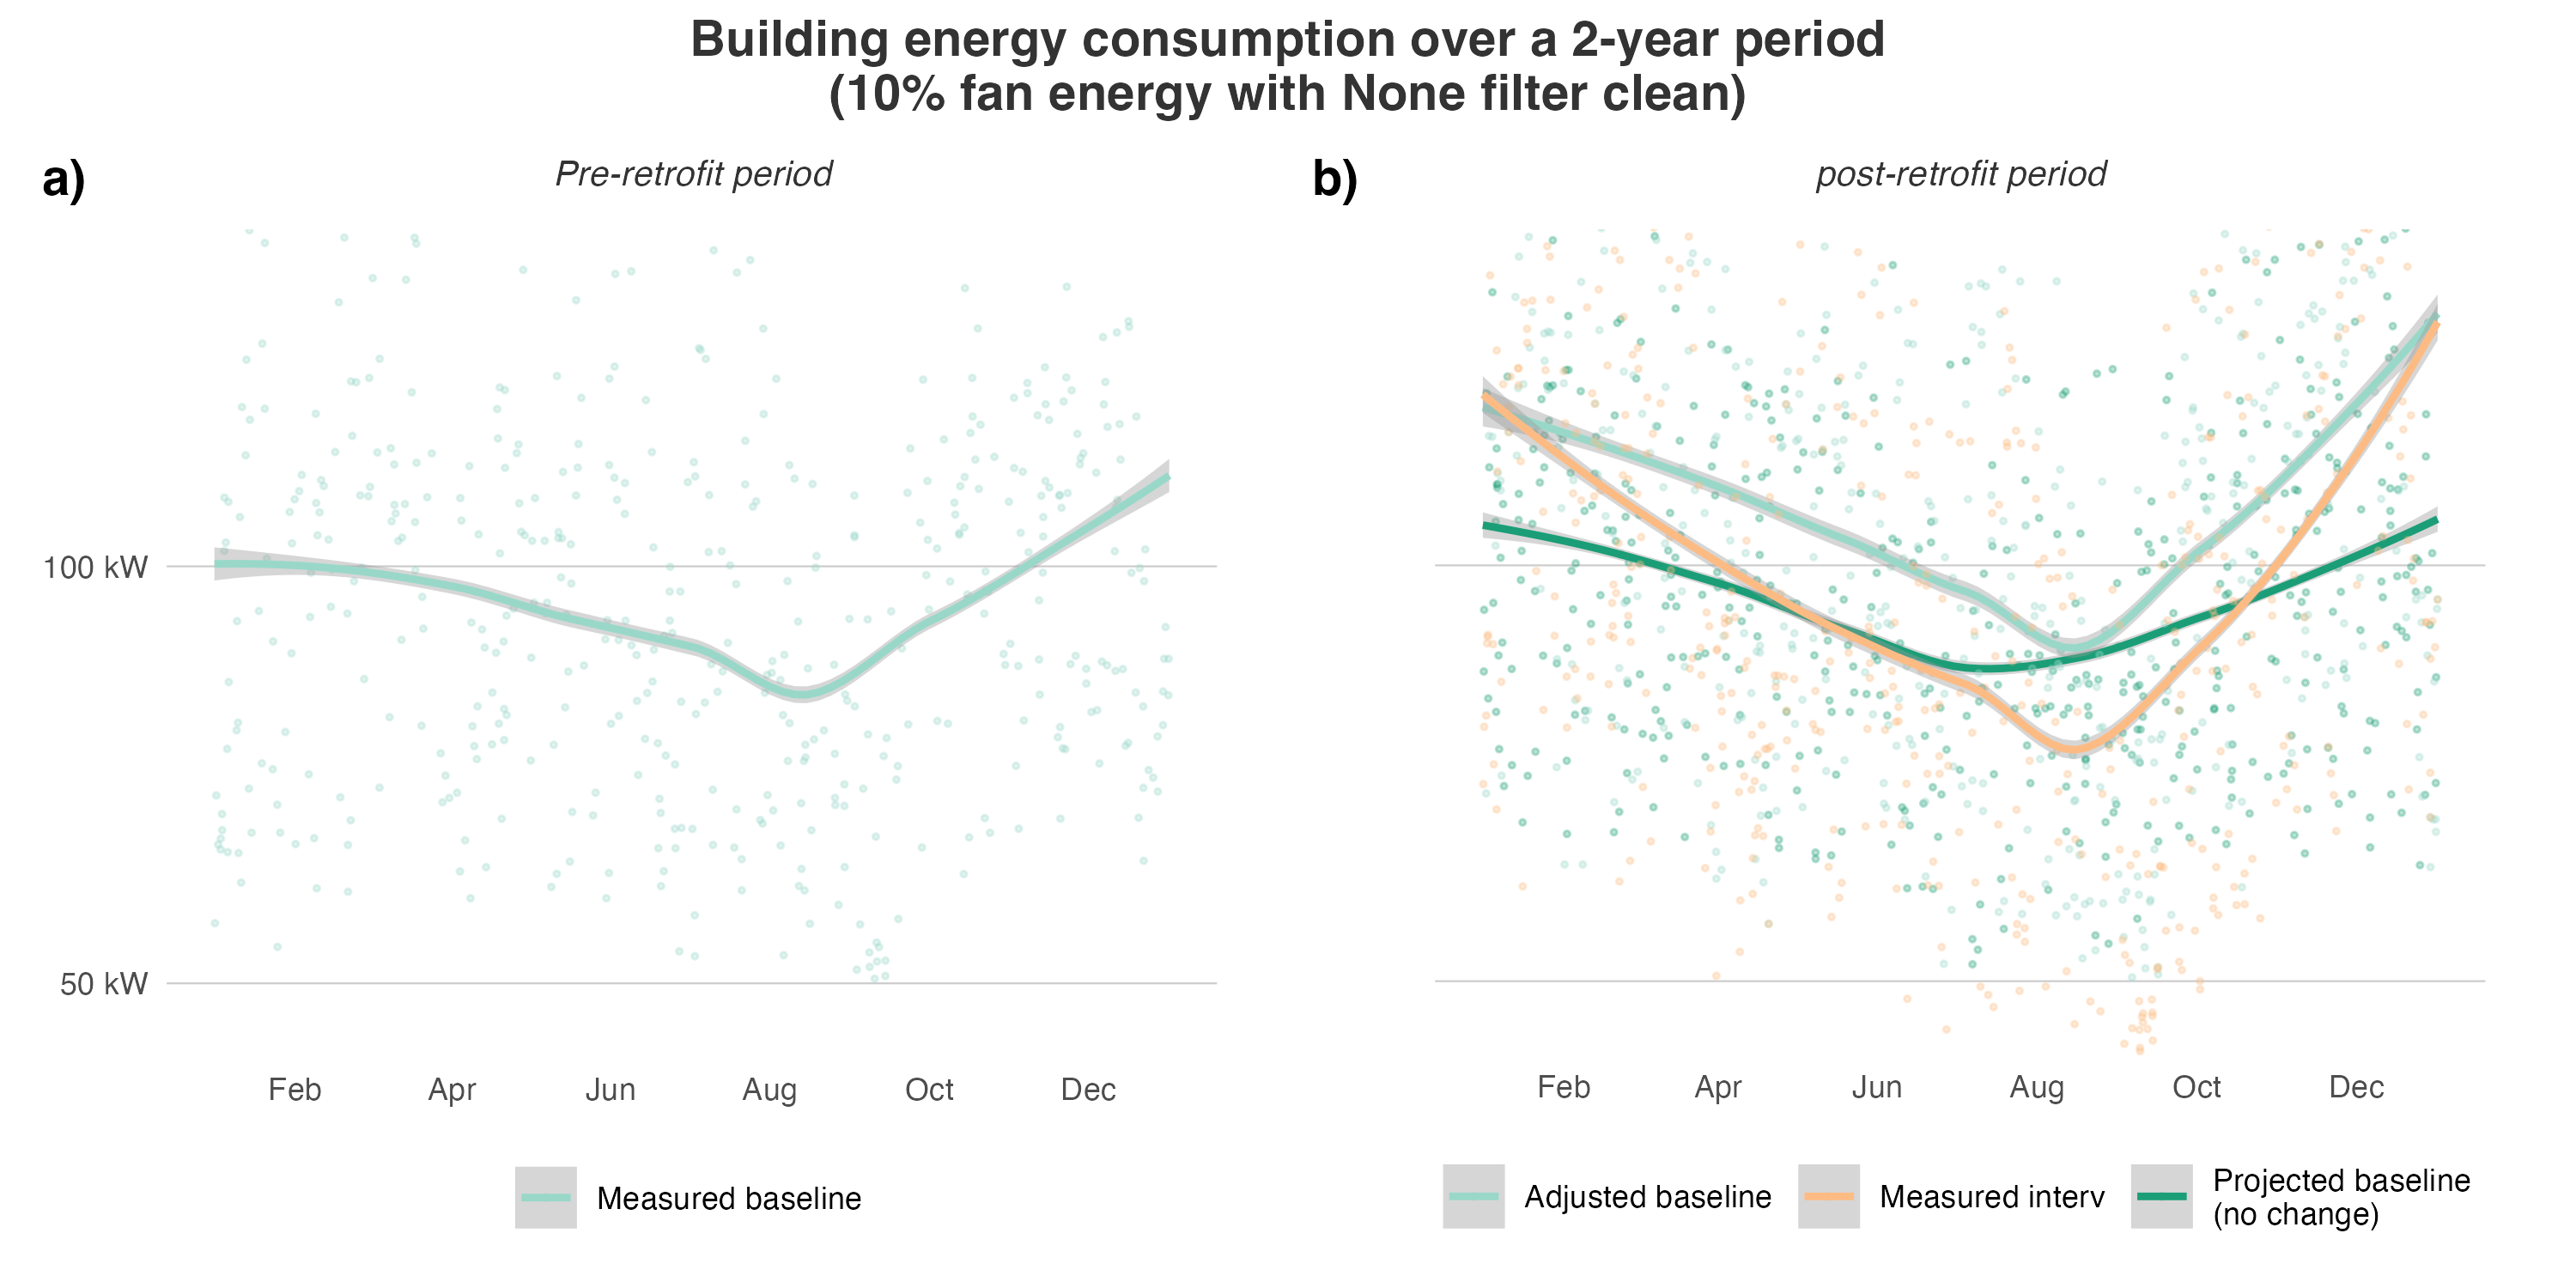 Building energy consumption over a 2-year period
(10% fan energy with None filter clean)
a)
Pre-retrofit period
100 kW
50 kW
Feb Apr Jun Aug Oct Dec
Measured baseline
b)
post-retrofit period
Feb Apr Jun Aug Oct Dec
Adjusted baseline
Measured interv
Projected baseline
(no change)